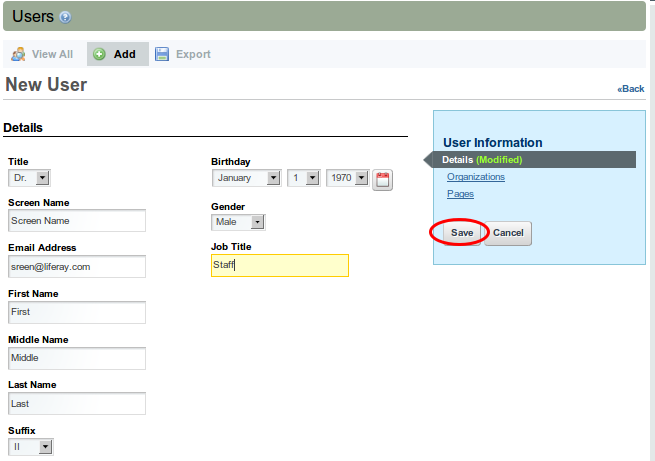 Users ?
View All Add Export
New User
«Back
Details
Title
Dr.
Screen Name
Screen Name
Email Address
sreen@liferay.com
First Name
First
Middle Name
Middle
Last Name
Last
Suffix
II
Birthday
January 1 1970
Gender
Male
Job Title
Staff
User Information
Details (Modified)
Organizations
Pages
Save Cancel